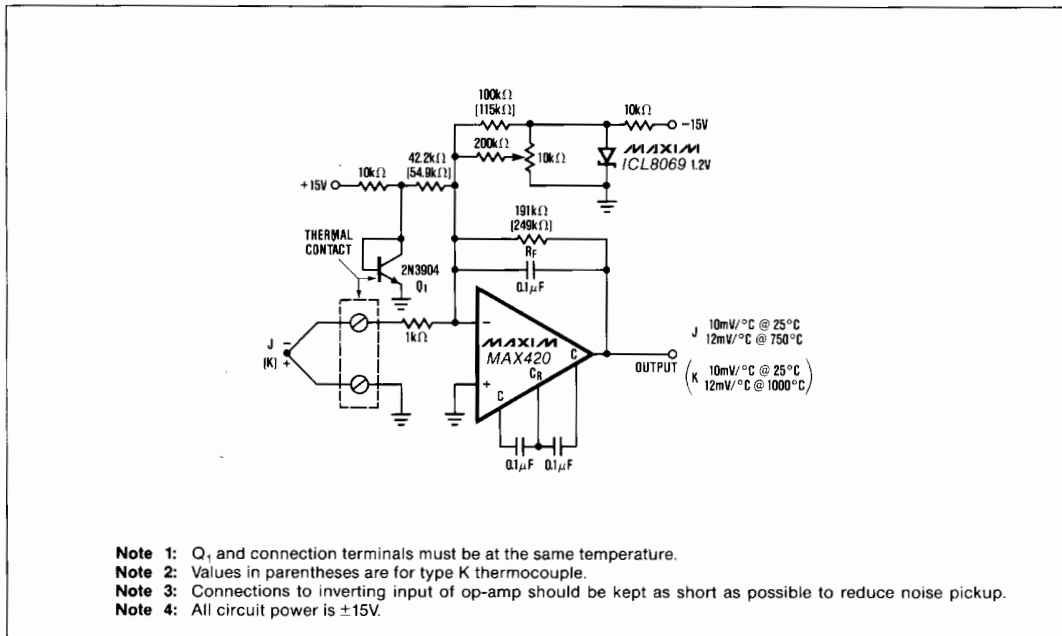 100kΩ
[115kΩ]
10kΩ
−15V
200kΩ
10kΩ
MAXIM
ICL8069 1.2V
42.2kΩ
[54.9kΩ]
10kΩ
+15V
191kΩ
[249kΩ]
RF
0.1μF
THERMAL
CONTACT
2N3904
Q1
J −
(K) +
1kΩ
−
MAXIM
MAX420
C
CR
C
+
OUTPUT
J 10mV/°C @ 25°C
12mV/°C @ 750°C
(K 10mV/°C @ 25°C
12mV/°C @ 1000°C)
0.1μF 0.1μF
Note 1: Q1 and connection terminals must be at the same temperature.
Note 2: Values in parentheses are for type K thermocouple.
Note 3: Connections to inverting input of op-amp should be kept as short as possible to reduce noise pickup.
Note 4: All circuit power is ±15V.